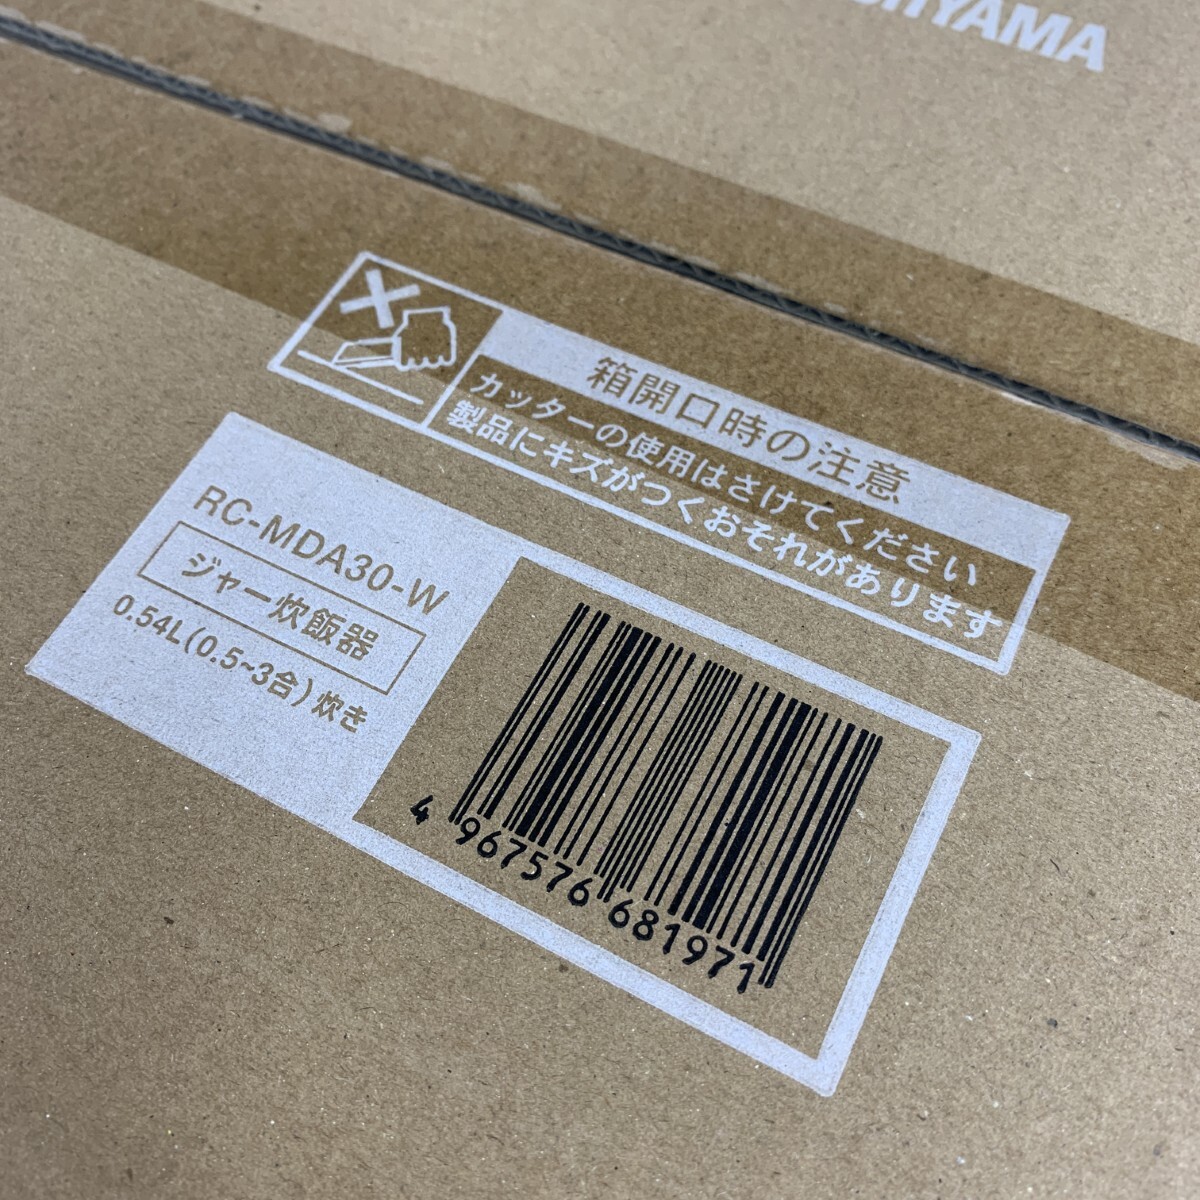 箱開口時の注意
カッターの使用はさけてください
製品にキズがつくおそれがあります
RC-MDA30-W
ジャー炊飯器
0.54L(0.5~3合)炊き
4 967576 681971